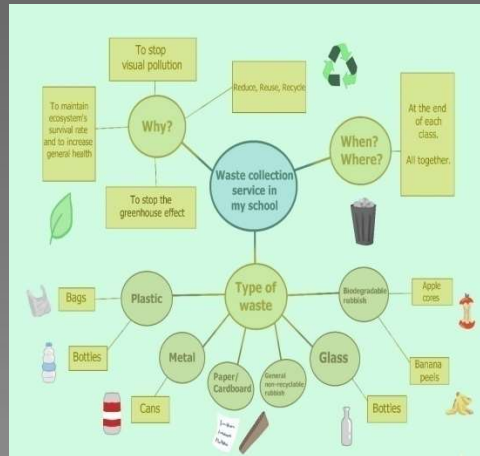 To stop
visual pollution
Reduce, Reuse, Recycle
To maintain
ecosystem's
survival rate
and to increase
general health
Why?
At the end
of each
class.
All together.
When?
Where?
Waste collection
service in
my school
To stop the
greenhouse effect
Type of
waste
Plastic
Bags
Bottles
Metal
Cans
Paper/
Cardboard
General
non-recyclable
rubbish
Glass
Bottles
Biodegradable
rubbish
Apple
cores
Banana
peels